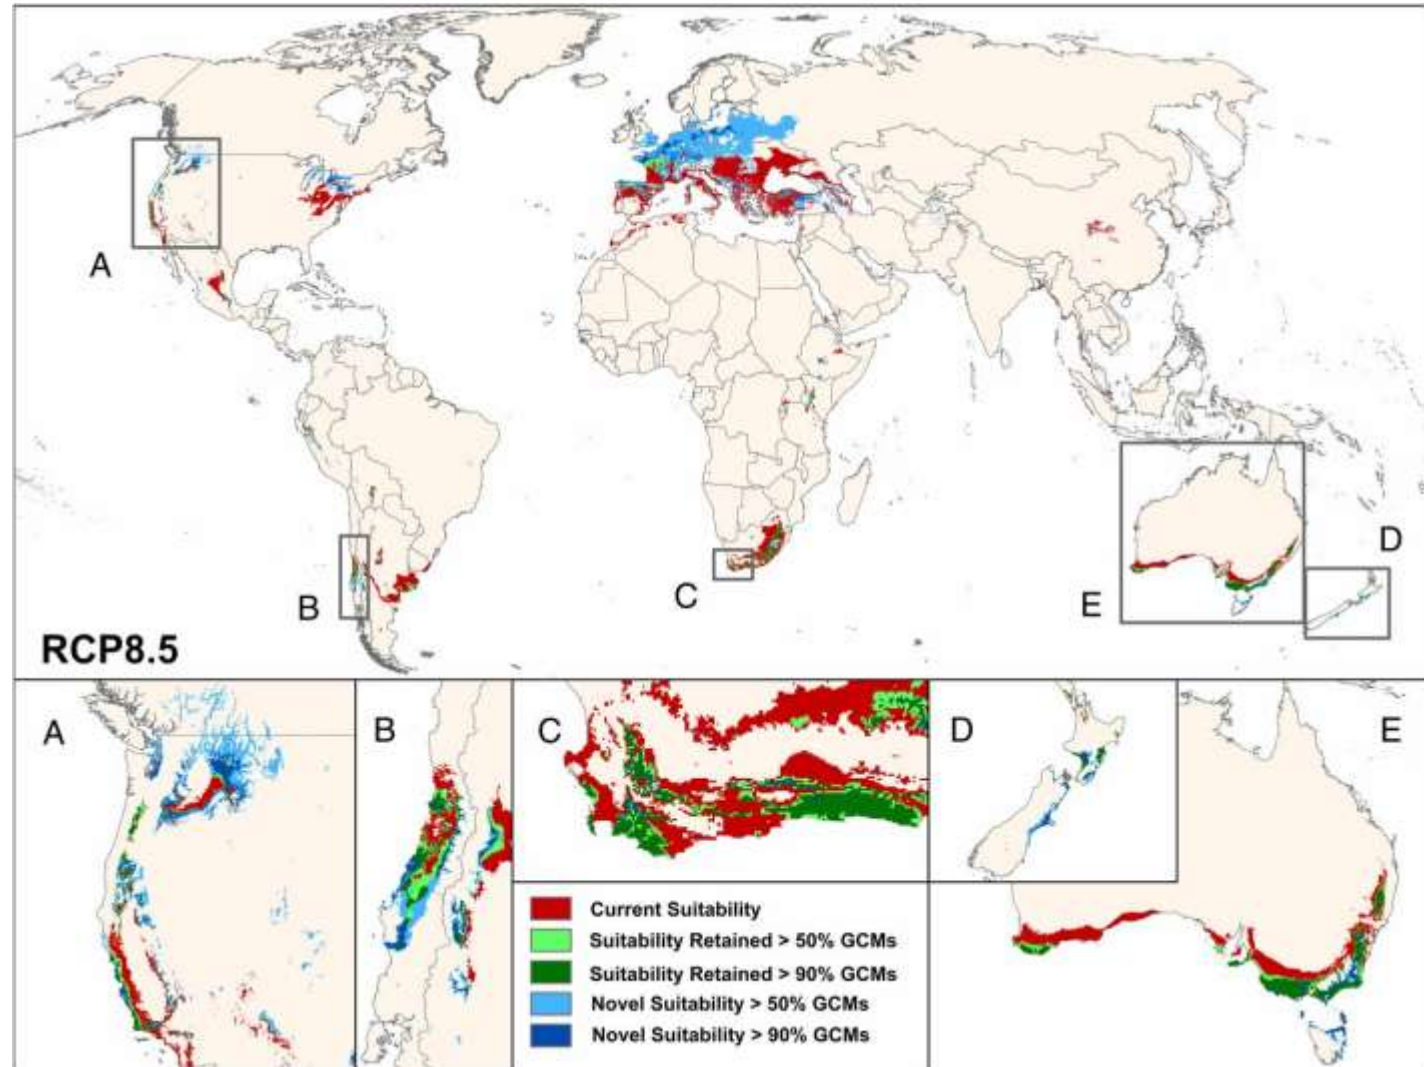 A
B
C
D
E
RCP8.5
A
B
C
D
E
Current Suitability
Suitability Retained > 50% GCMs
Suitability Retained > 90% GCMs
Novel Suitability > 50% GCMs
Novel Suitability > 90% GCMs